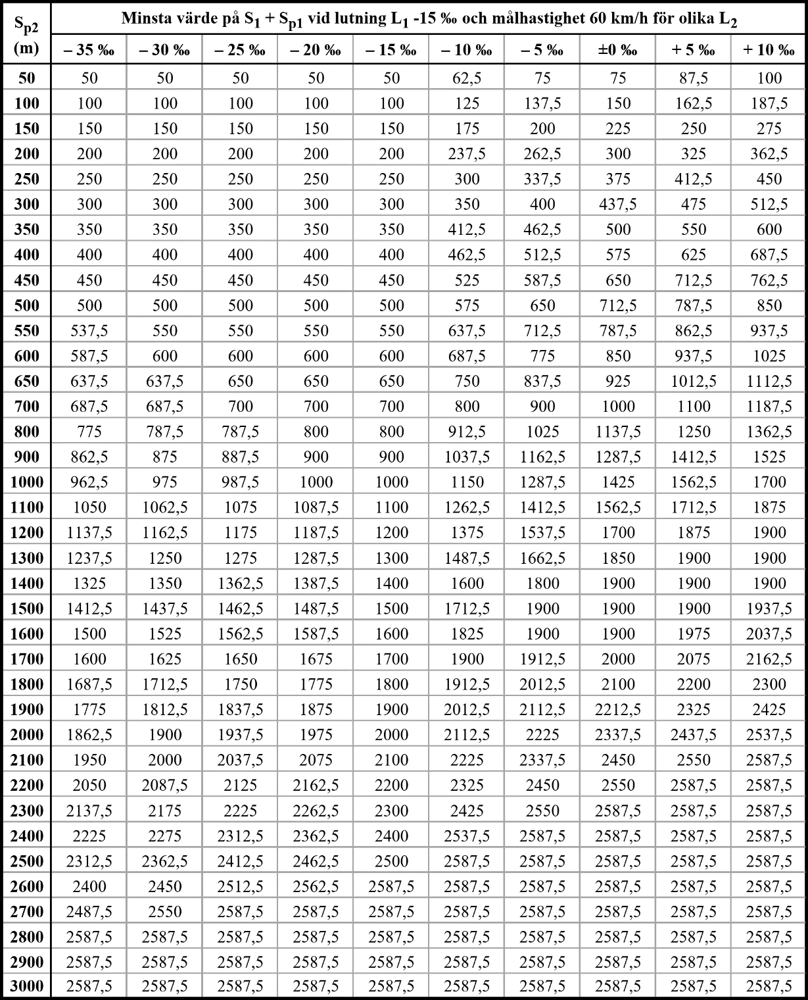 S_p2 (m) Minsta värde på S_1 + S_p1 vid lutning L_1 -15 ‰ och målhastighet 60 km/h för olika L_2
– 35 ‰ – 30 ‰ – 25 ‰ – 20 ‰ – 15 ‰ – 10 ‰ – 5 ‰ ±0 ‰ + 5 ‰ + 10 ‰
50 50 50 50 50 50 62,5 75 75 87,5 100
100 100 100 100 100 100 125 137,5 150 162,5 187,5
150 150 150 150 150 150 175 200 225 250 275
200 200 200 200 200 200 237,5 262,5 300 325 362,5
250 250 250 250 250 250 300 337,5 375 412,5 450
300 300 300 300 300 300 350 400 437,5 475 512,5
350 350 350 350 350 350 412,5 462,5 500 550 600
400 400 400 400 400 400 462,5 512,5 575 625 687,5
450 450 450 450 450 450 525 587,5 650 712,5 762,5
500 500 500 500 500 500 575 650 712,5 787,5 850
550 537,5 550 550 550 550 637,5 712,5 787,5 862,5 937,5
600 587,5 600 600 600 600 687,5 775 850 937,5 1025
650 637,5 637,5 650 650 650 750 837,5 925 1012,5 1112,5
700 687,5 687,5 700 700 700 800 900 1000 1100 1187,5
800 775 787,5 787,5 800 800 912,5 1025 1137,5 1250 1362,5
900 862,5 875 887,5 900 900 1037,5 1162,5 1287,5 1412,5 1525
1000 962,5 975 987,5 1000 1000 1150 1287,5 1425 1562,5 1700
1100 1050 1062,5 1075 1087,5 1100 1262,5 1412,5 1562,5 1712,5 1875
1200 1137,5 1162,5 1175 1187,5 1200 1375 1537,5 1700 1875 1900
1300 1237,5 1250 1275 1287,5 1300 1487,5 1662,5 1850 1900 1900
1400 1325 1350 1362,5 1387,5 1400 1600 1800 1900 1900 1900
1500 1412,5 1437,5 1462,5 1487,5 1500 1712,5 1900 1900 1900 1937,5
1600 1500 1525 1562,5 1587,5 1600 1825 1900 1900 1975 2037,5
1700 1600 1625 1650 1675 1700 1900 1912,5 2000 2075 2162,5
1800 1687,5 1712,5 1750 1775 1800 1912,5 2012,5 2100 2200 2300
1900 1775 1812,5 1837,5 1875 1900 2012,5 2112,5 2212,5 2325 2425
2000 1862,5 1900 1937,5 1975 2000 2112,5 2225 2337,5 2437,5 2537,5
2100 1950 2000 2037,5 2075 2100 2225 2337,5 2450 2550 2587,5
2200 2050 2087,5 2125 2162,5 2200 2325 2450 2550 2587,5 2587,5
2300 2137,5 2175 2225 2262,5 2300 2425 2550 2587,5 2587,5 2587,5
2400 2225 2275 2312,5 2362,5 2400 2537,5 2587,5 2587,5 2587,5 2587,5
2500 2312,5 2362,5 2412,5 2462,5 2500 2587,5 2587,5 2587,5 2587,5 2587,5
2600 2400 2450 2512,5 2562,5 2587,5 2587,5 2587,5 2587,5 2587,5 2587,5
2700 2487,5 2550 2587,5 2587,5 2587,5 2587,5 2587,5 2587,5 2587,5 2587,5
2800 2587,5 2587,5 2587,5 2587,5 2587,5 2587,5 2587,5 2587,5 2587,5 2587,5
2900 2587,5 2587,5 2587,5 2587,5 2587,5 2587,5 2587,5 2587,5 2587,5 2587,5
3000 2587,5 2587,5 2587,5 2587,5 2587,5 2587,5 2587,5 2587,5 2587,5 2587,5